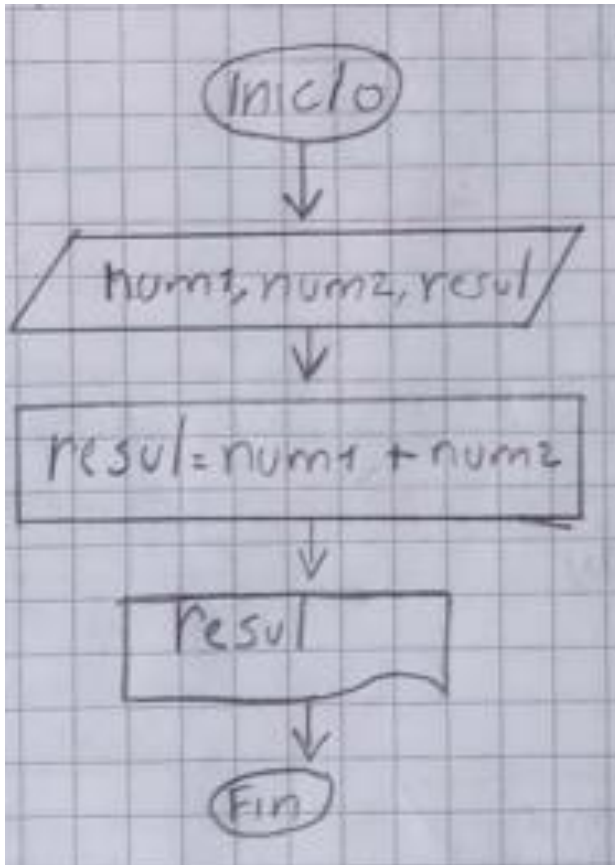 Inicio
num1, num2, resul
resul = num1 + num2
resul
Fin